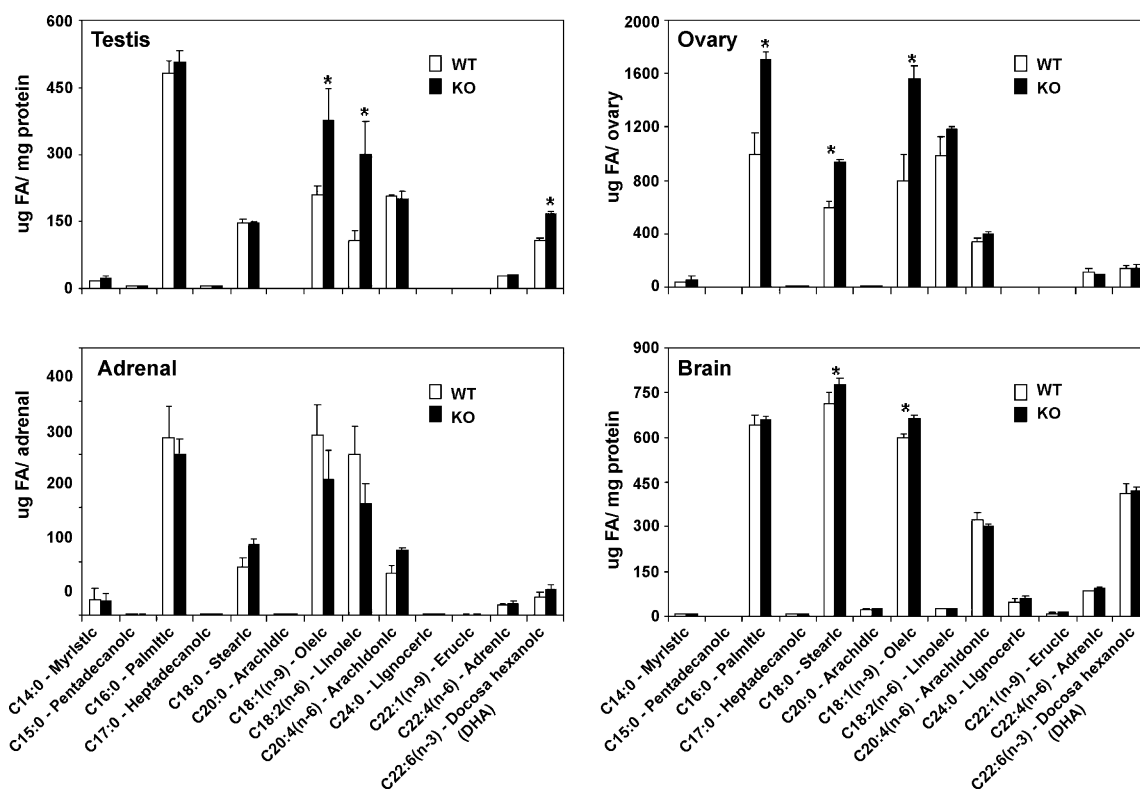 Testis
ug FA/ mg protein
600
450
300
150
0
WT
KO
*
*
*
Ovary
ug FA/ ovary
2000
1600
1200
800
400
0
WT
KO
*
*
*
Adrenal
ug FA/ adrenal
400
300
200
100
0
WT
KO
Brain
ug FA/ mg protein
900
750
600
450
300
150
0
WT
KO
*
*
C14:0 - Myristic
C15:0 - Pentadecanoic
C16:0 - Palmitic
C17:0 - Heptadecanoic
C18:0 - Stearic
C20:0 - Arachidic
C18:1(n-9) - Oleic
C18:2(n-6) - Linoleic
C20:4(n-6) - Arachidonic
C24:0 - Lignoceric
C22:1(n-9) - Erucic
C22:4(n-6) - Adrenic
C22:6(n-3) - Docosa hexanoic
(DHA)
C14:0 - Myristic
C15:0 - Pentadecanoic
C16:0 - Palmitic
C17:0 - Heptadecanoic
C18:0 - Stearic
C20:0 - Arachidic
C18:1(n-9) - Oleic
C18:2(n-6) - Linoleic
C20:4(n-6) - Arachidonic
C24:0 - Lignoceric
C22:1(n-9) - Erucic
C22:4(n-6) - Adrenic
C22:6(n-3) - Docosa hexanoic
(DHA)